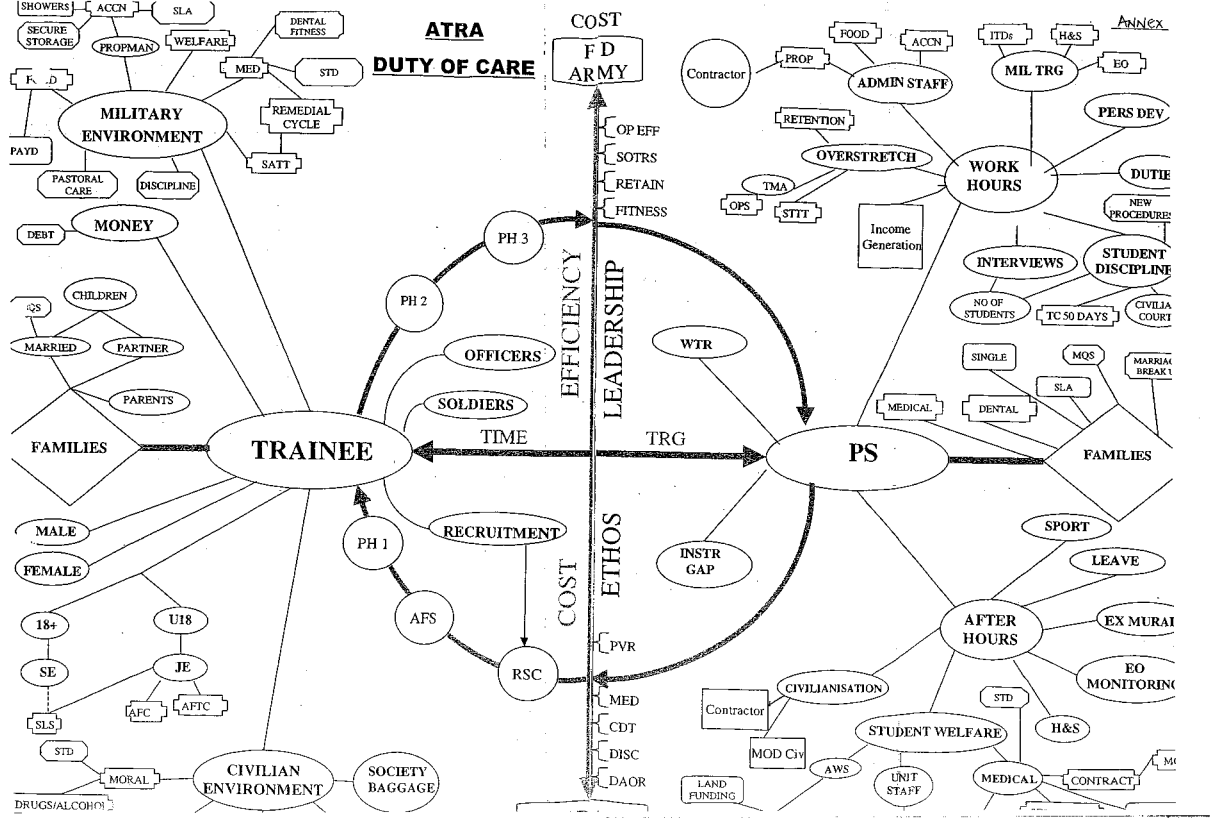 SHOWERS
ACCN
SLA
SECURE
STORAGE
PROPMAN
WELFARE
DENTAL
FITNESS
MED
STD
REMEDIAL
CYCLE
SATT
MILITARY
ENVIRONMENT
PAYD
PASTORAL
CARE
DISCIPLINE
ATRA
DUTY OF CARE
COST
ARMY
OP EFF
SOTRS
RETAIN
FITNESS
Contractor
PROP
FOOD
ACCN
ADMIN STAFF
ITDs
H&S
MIL TRG
EO
ANNEX
PERS DEV
RETENTION
OVERSTRETCH
TMA
OPS
STTT
WORK
HOURS
Income
Generation
NEW
INTERVIEWS
STUDENT
DISCIPLINE
NO OF
STUDENTS
TC 50 DAYS
MONEY
DEBT
CHILDREN
MARRIED
PARTNER
PARENTS
FAMILIES
PH 3
PH 2
OFFICERS
SOLDIERS
TRAINEE
TIME
TRG
EFFICIENCY
LEADERSHIP
COST
ETHOS
WTR
PS
INSTR
GAP
SINGLE
MQS
SLA
MEDICAL
DENTAL
FAMILIES
MALE
FEMALE
18+
U18
SE
JE
SLS
AFC
AFTC
PH 1
AFS
RSC
RECRUITMENT
PVR
MED
CDT
DISC
DAOR
SPORT
LEAVE
AFTER
HOURS
EO
MONITORING
H&S
CIVILIANISATION
Contractor
MOD Civ
STUDENT WELFARE
STD
AWS
UNIT
STAFF
MEDICAL
CONTRACT
LAND
FUNDING
STD
MORAL
CIVILIAN
ENVIRONMENT
SOCIETY
BAGGAGE